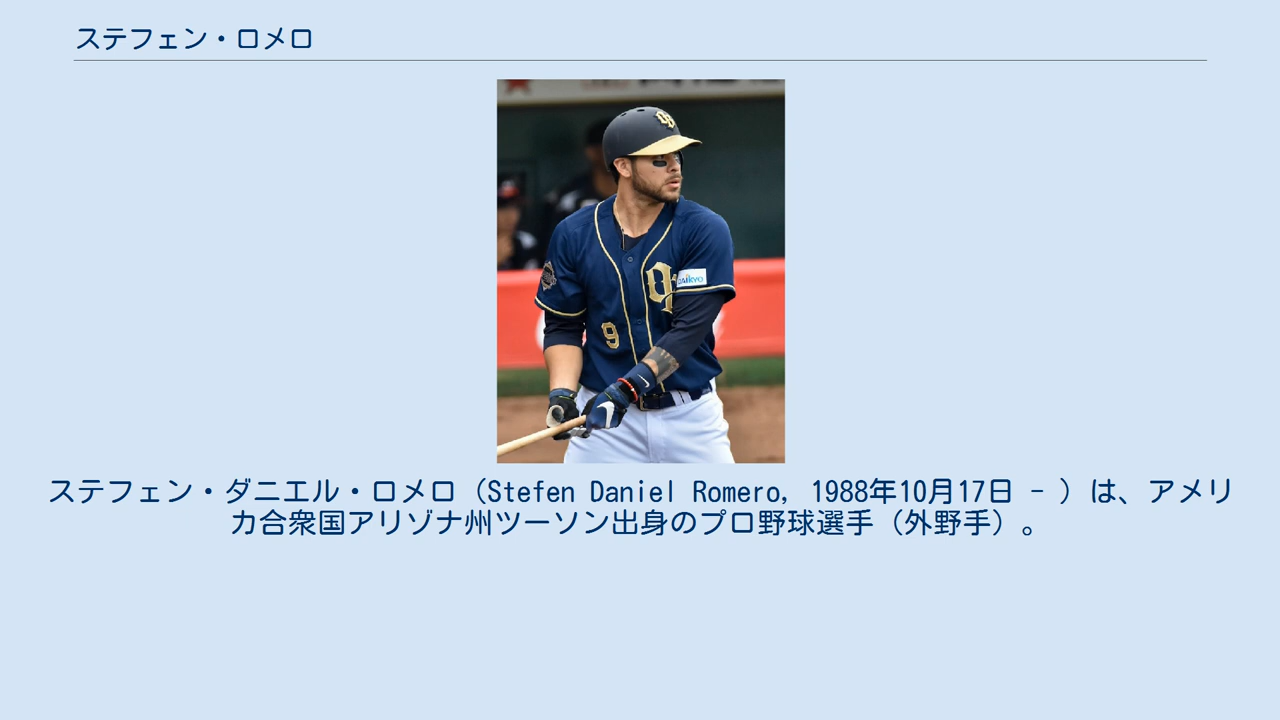 ステフェン・ロメロ
9
DAIKYO
ステフェン・ダニエル・ロメロ（Stefen Daniel Romero, 1988年10月17日 - ）は、アメリ
カ合衆国アリゾナ州ツーソン出身のプロ野球選手（外野手）。